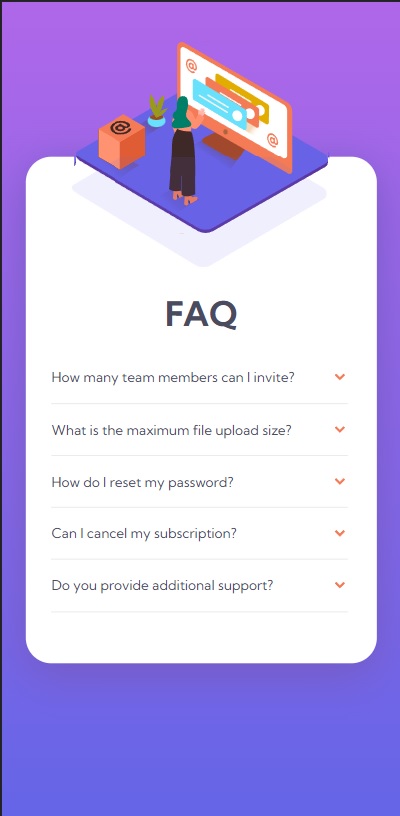 @
@
@
FAQ
How many team members can I invite?
What is the maximum file upload size?
How do I reset my password?
Can I cancel my subscription?
Do you provide additional support?